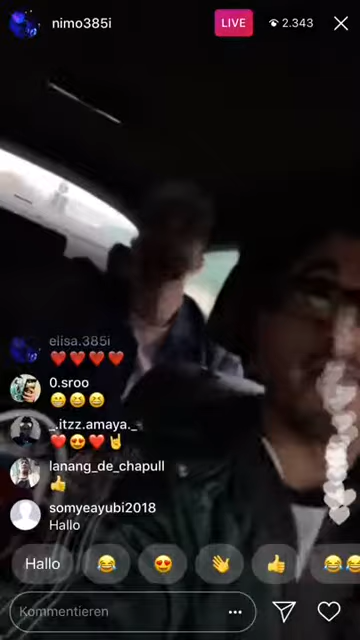 nimo385i
LIVE
2.343
elisa.385i
❤️❤️❤️❤️
0.sroo
😁😆😆
_.itzz.amaya._
❤️😍❤️🤘
lanang_de_chapull
👍
somyeayubi2018
Hallo
Hallo 😂 😍 👋 👍 😂😂
Kommentieren